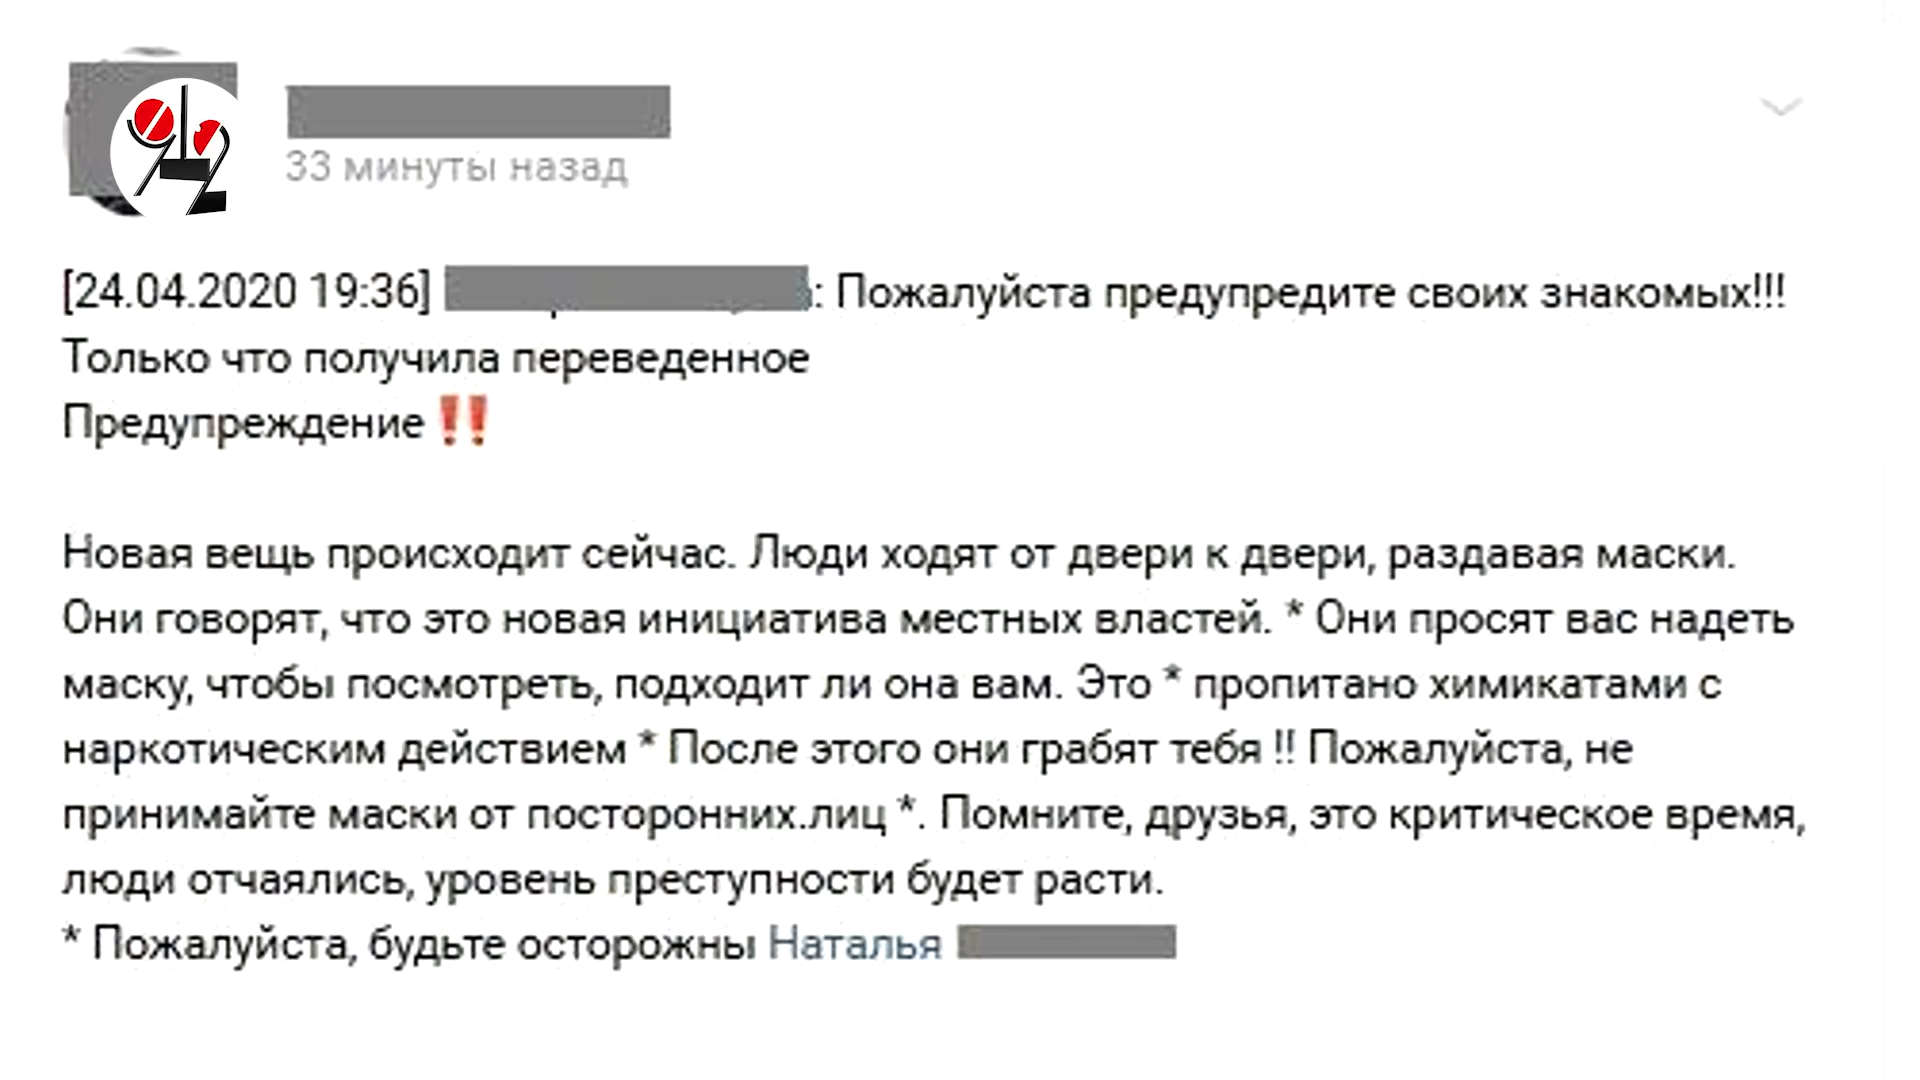 33 минуты назад
[24.04.2020 19:36] : Пожалуйста предупредите своих знакомых!!!
Только что получила переведенное
Предупреждение ‼️
Новая вещь происходит сейчас. Люди ходят от двери к двери, раздавая маски.
Они говорят, что это новая инициатива местных властей. * Они просят вас надеть
маску, чтобы посмотреть, подходит ли она вам. Это * пропитано химикатами с
наркотическим действием * После этого они грабят тебя !! Пожалуйста, не
принимайте маски от посторонних.лиц *. Помните, друзья, это критическое время,
люди отчаялись, уровень преступности будет расти.
* Пожалуйста, будьте осторожны Наталья